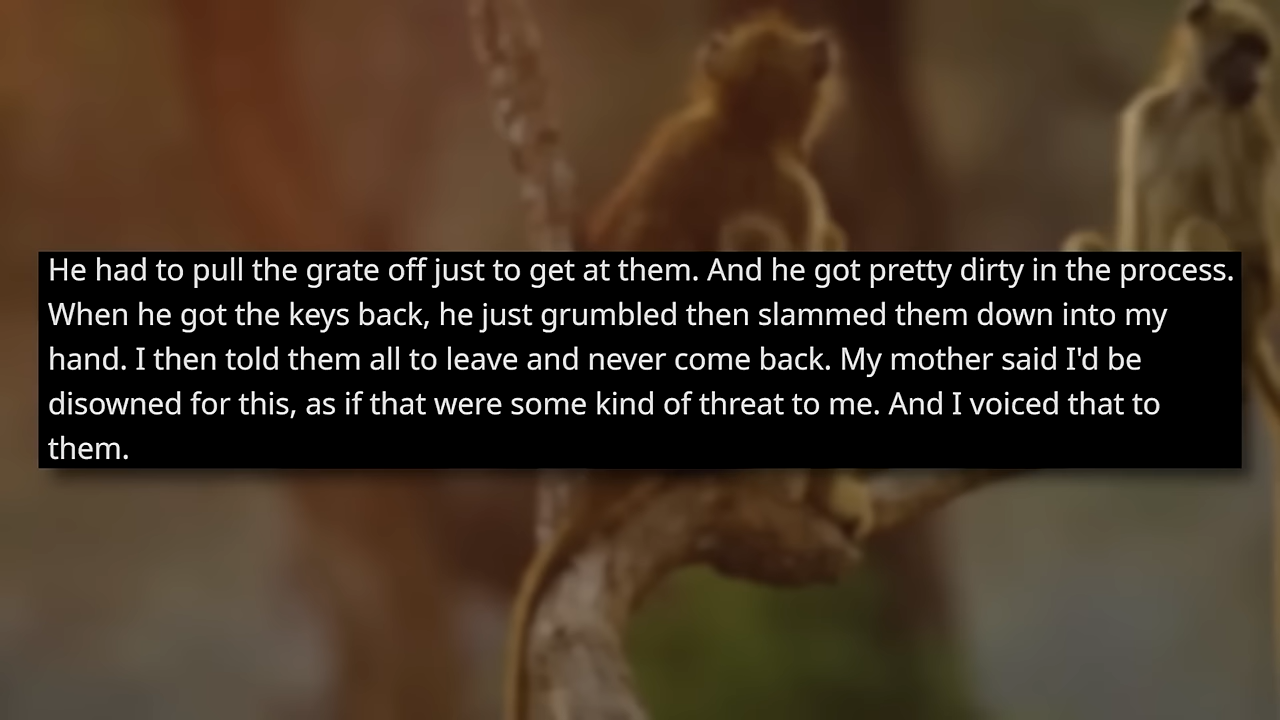 He had to pull the grate off just to get at them. And he got pretty dirty in the process.
When he got the keys back, he just grumbled then slammed them down into my
hand. I then told them all to leave and never come back. My mother said I'd be
disowned for this, as if that were some kind of threat to me. And I voiced that to
them.